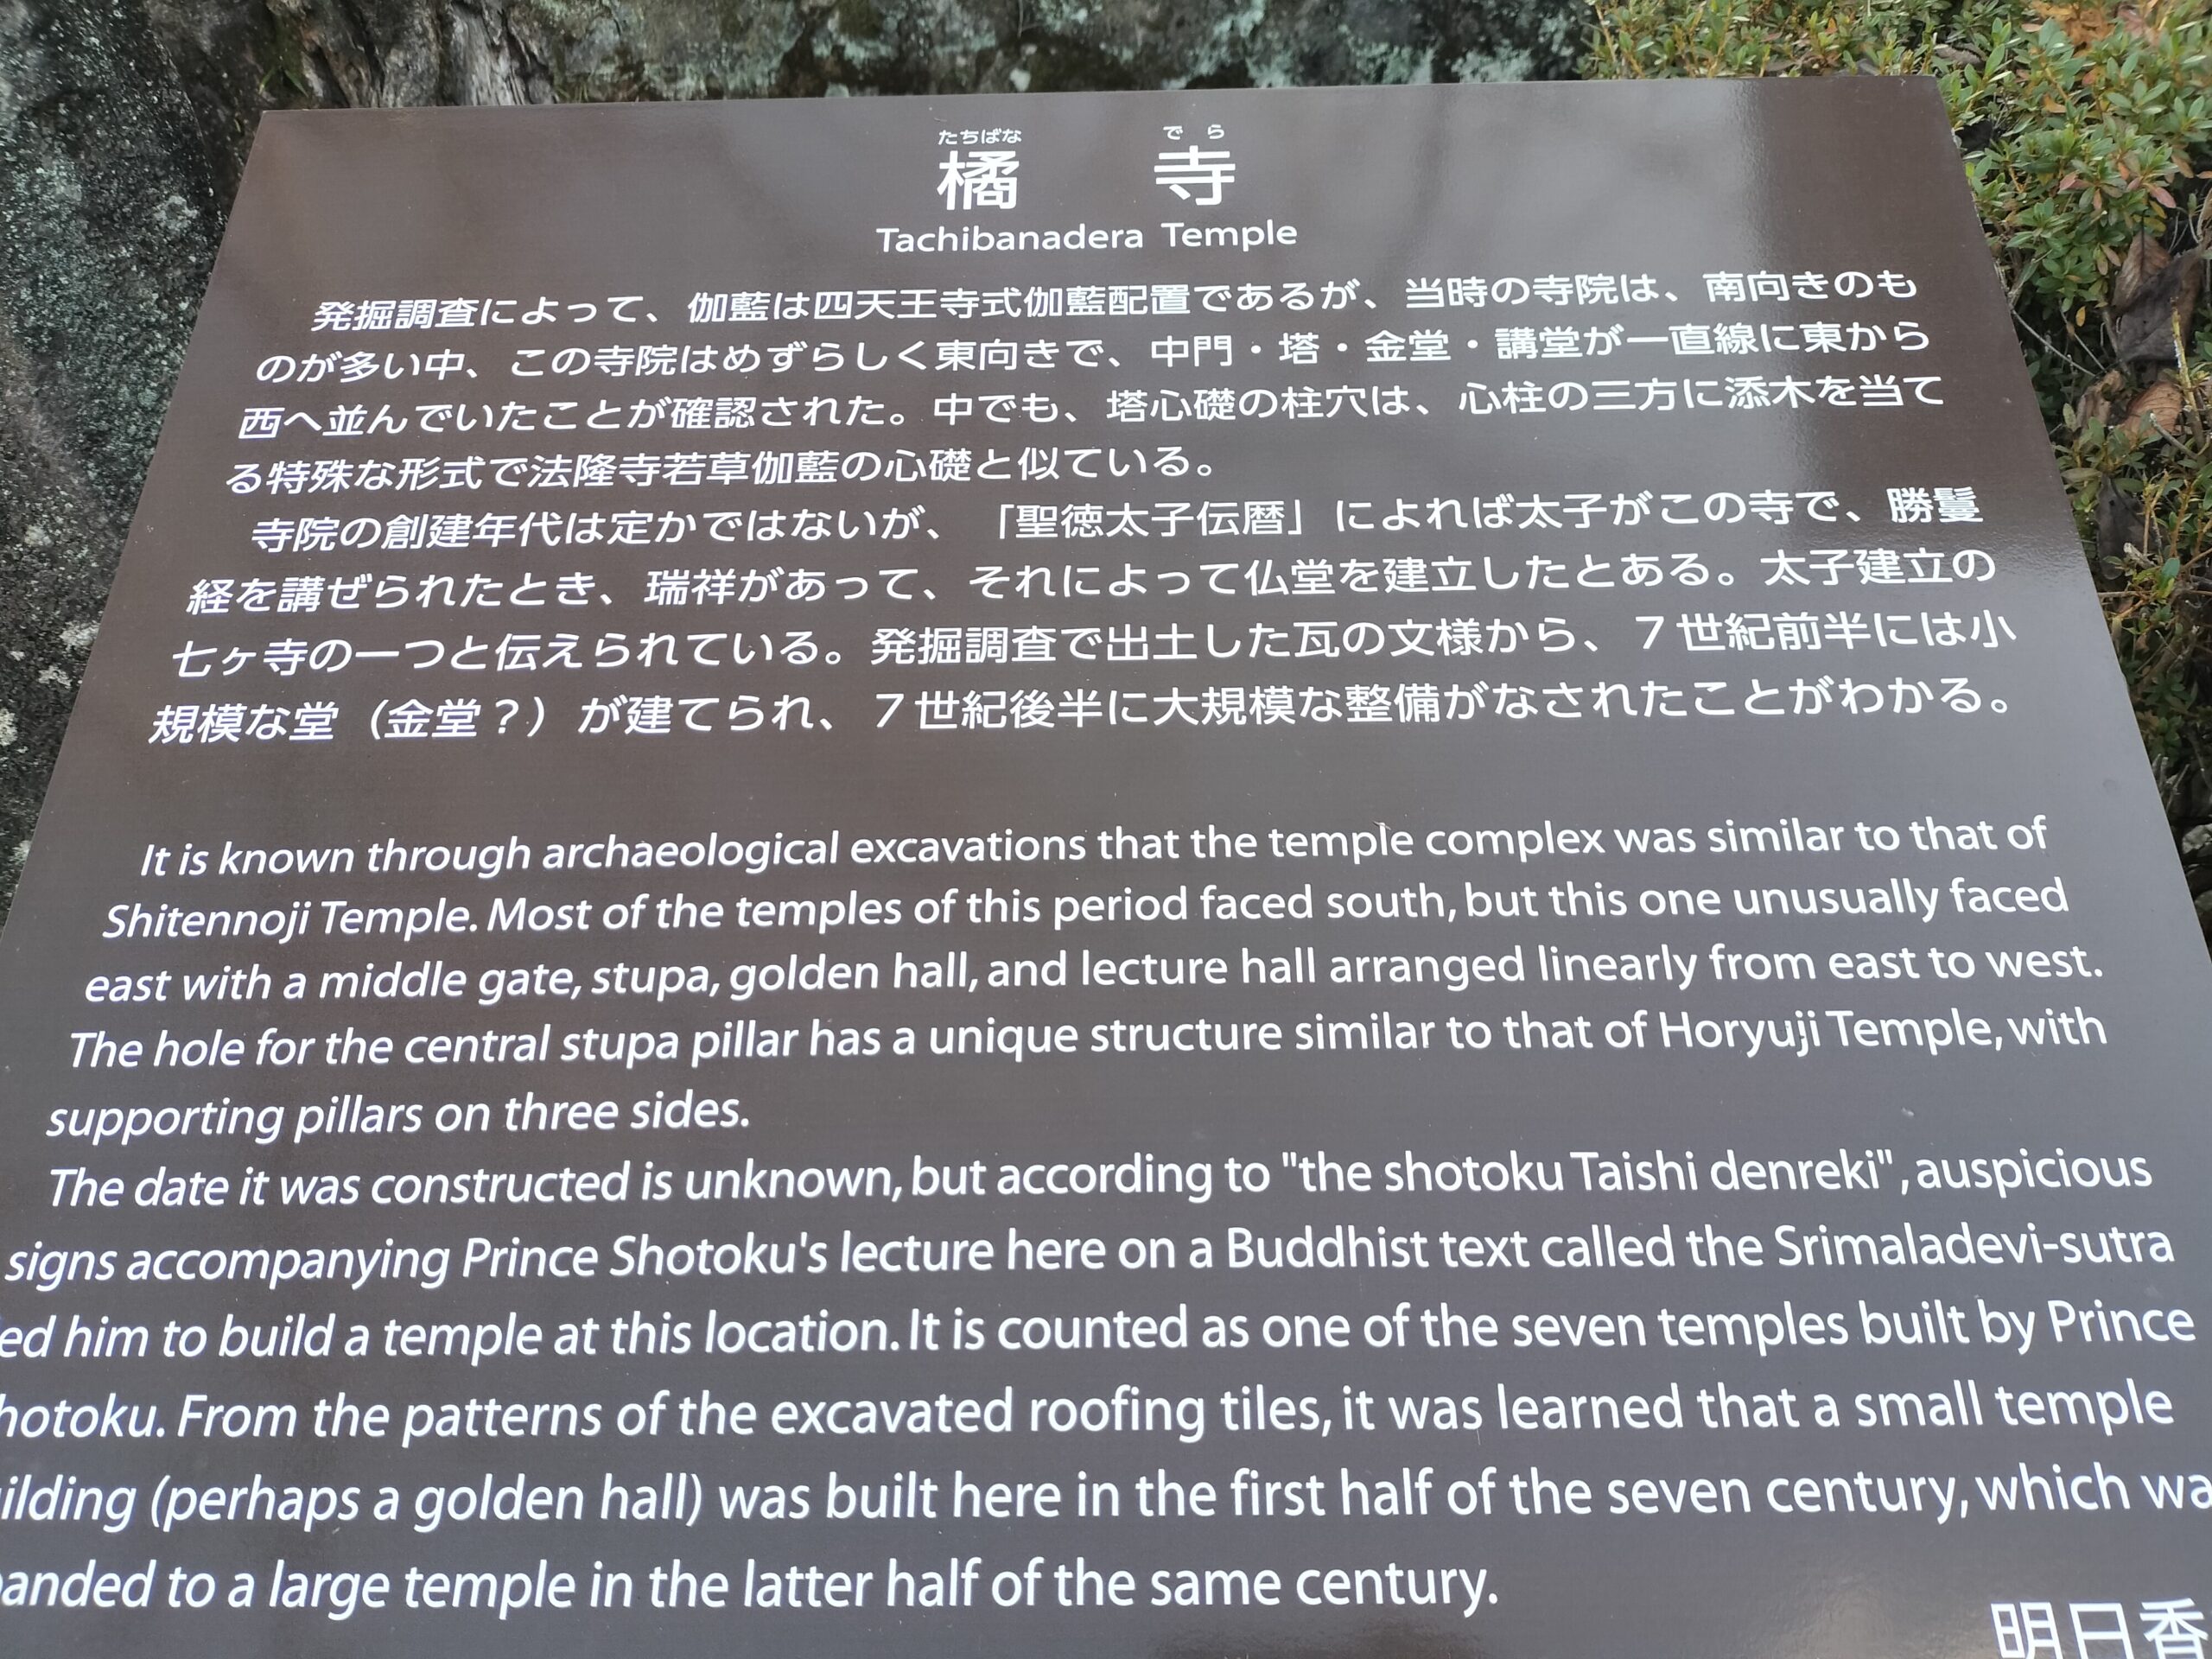 たちばな でら
橘 寺
Tachibanadera Temple
発掘調査によって、伽藍は四天王寺式伽藍配置であるが、当時の寺院は、南向きのも
のが多い中、この寺院はめずらしく東向きで、中門・塔・金堂・講堂が一直線に東から
西へ並んでいたことが確認された。中でも、塔心礎の柱穴は、心柱の三方に添木を当て
る特殊な形式で法隆寺若草伽藍の心礎と似ている。
寺院の創建年代は定かではないが、「聖徳太子伝暦」によれば太子がこの寺で、勝鬘
経を講ぜられたとき、瑞祥があって、それによって仏堂を建立したとある。太子建立の
七ヶ寺の一つと伝えられている。発掘調査で出土した瓦の文様から、７世紀前半には小
規模な堂（金堂？）が建てられ、７世紀後半に大規模な整備がなされたことがわかる。
It is known through archaeological excavations that the temple complex was similar to that of
Shitennoji Temple. Most of the temples of this period faced south, but this one unusually faced
east with a middle gate, stupa, golden hall, and lecture hall arranged linearly from east to west.
The hole for the central stupa pillar has a unique structure similar to that of Horyuji Temple, with
supporting pillars on three sides.
The date it was constructed is unknown, but according to "the shotoku Taishi denreki", auspicious
signs accompanying Prince Shotoku's lecture here on a Buddhist text called the Srimaladevi-sutra
ed him to build a temple at this location. It is counted as one of the seven temples built by Prince
hotoku. From the patterns of the excavated roofing tiles, it was learned that a small temple
ilding (perhaps a golden hall) was built here in the first half of the seven century, which wa
anded to a large temple in the latter half of the same century.
明日香